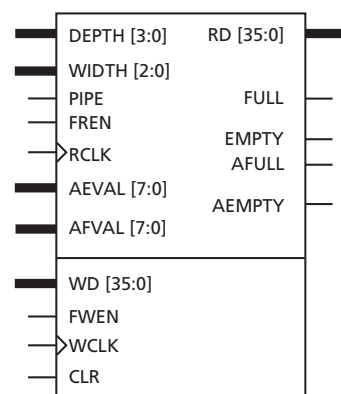 DEPTH [3:0] RD [35:0]
WIDTH [2:0]
PIPE FULL
FREN
EMPTY
RCLK AFULL
AEVAL [7:0]
AEMPTY
AFVAL [7:0]
WD [35:0]
FWEN
WCLK
CLR